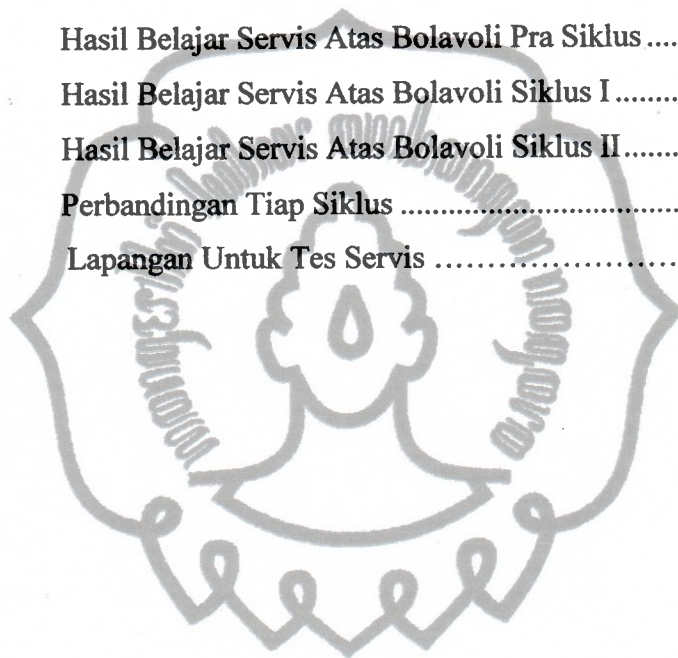 Hasil Belajar Servis Atas Bolavoli Pra Siklus ....
Hasil Belajar Servis Atas Bolavoli Siklus I ........
Hasil Belajar Servis Atas Bolavoli Siklus II .......
Perbandingan Tiap Siklus ..................................
Lapangan Untuk Tes Servis ........................